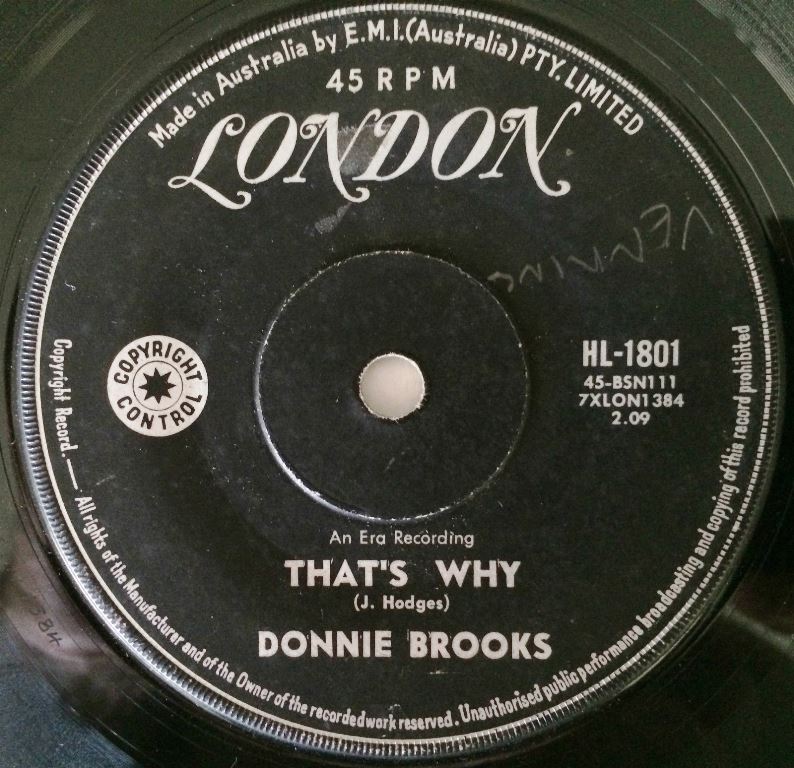 Made in Australia by E.M.I.(Australia) PTY. LIMITED
45 RPM
LONDON
VENNING
COPYRIGHT
CONTROL
HL-1801
45-BSN111
7XLON1384
2.09
An Era Recording
THAT'S WHY
(J. Hodges)
DONNIE BROOKS
Copyright Record. — All rights of the Manufacturer and of the Owner of the recorded work reserved. Unauthorised public performance broadcasting and copying of this record prohibited